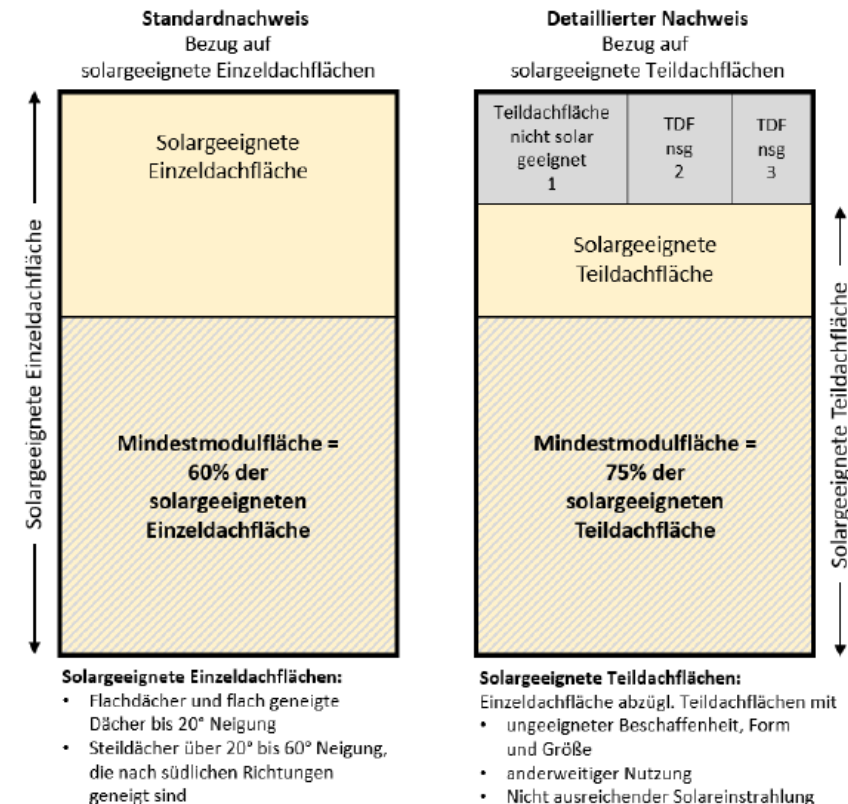 Standardnachweis
Bezug auf
solargeeignete Einzeldachflächen
Solargeeignete
Einzeldachfläche
Solargeeignete Einzeldachfläche
Mindestmodulfläche =
60% der
solargeeigneten
Einzeldachfläche
Solargeeignete Einzeldachflächen:
• Flachdächer und flach geneigte
Dächer bis 20° Neigung
• Steildächer über 20° bis 60° Neigung,
die nach südlichen Richtungen
geneigt sind
Detaillierter Nachweis
Bezug auf
solargeeignete Teildachflächen
Teildachfläche
nicht solar
geeignet
1
TDF
nsg
2
TDF
nsg
3
Solargeeignete
Teildachfläche
Solargeeignete Teildachfläche
Mindestmodulfläche =
75% der
solargeeigneten
Teildachfläche
Solargeeignete Teildachflächen:
Einzeldachfläche abzügl. Teildachflächen mit
• ungeeigneter Beschaffenheit, Form
und Größe
• anderweitiger Nutzung
• Nicht ausreichender Solareinstrahlung